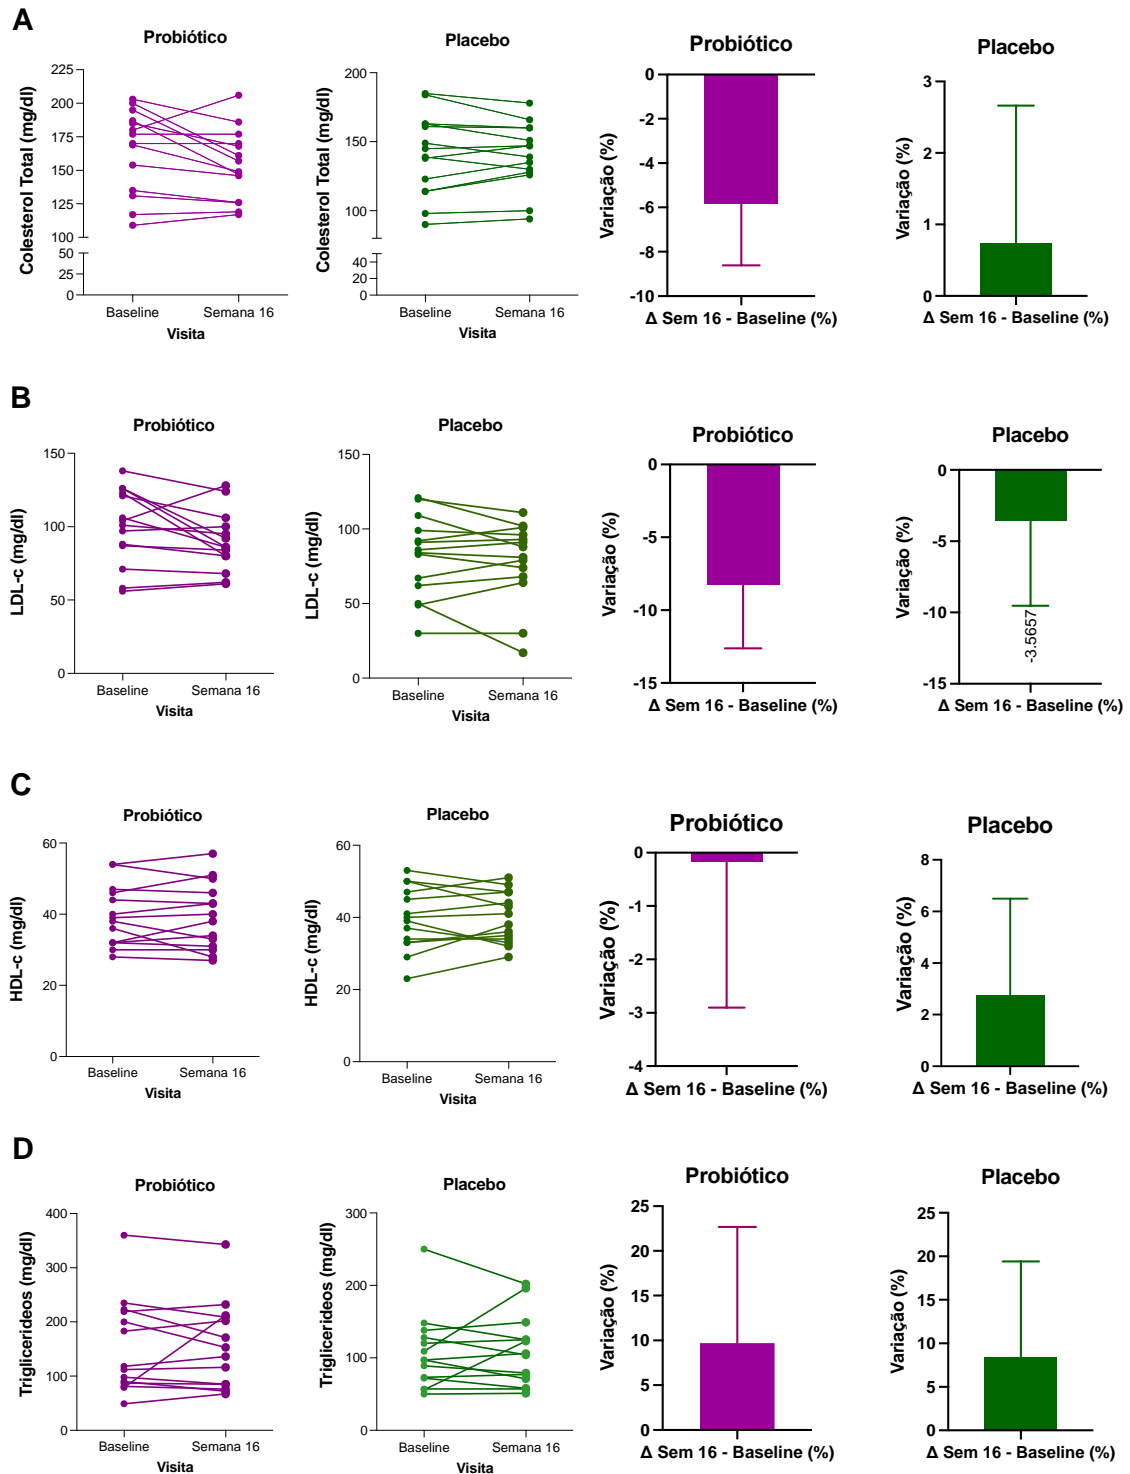 A
Probiótico
Placebo
Probiótico
Placebo
Colesterol Total (mg/dl)
225
200
175
150
125
100
50
25
0
Baseline
Semana 16
Visita
Colesterol Total (mg/dl)
200
150
100
40
20
0
Baseline
Semana 16
Visita
Variação (%)
0
-2
-4
-6
-8
-10
Δ Sem 16 - Baseline (%)
Variação (%)
3
2
1
0
Δ Sem 16 - Baseline (%)
B
Probiótico
Placebo
Probiótico
Placebo
LDL-c (mg/dl)
150
100
50
0
Baseline
Semana 16
Visita
LDL-c (mg/dl)
150
100
50
0
Baseline
Semana 16
Visita
Variação (%)
0
-5
-10
-15
Δ Sem 16 - Baseline (%)
Variação (%)
0
-5
-10
-15
-3.5657
Δ Sem 16 - Baseline (%)
C
Probiótico
Placebo
Probiótico
Placebo
HDL-c (mg/dl)
60
40
20
0
Baseline
Semana 16
Visita
HDL-c (mg/dl)
60
40
20
0
Baseline
Semana 16
Visita
Variação (%)
0
-1
-2
-3
-4
Δ Sem 16 - Baseline (%)
Variação (%)
8
6
4
2
0
Δ Sem 16 - Baseline (%)
D
Probiótico
Placebo
Probiótico
Placebo
Triglicerideos (mg/dl)
400
300
200
100
0
Baseline
Semana 16
Visita
Triglicerideos (mg/dl)
300
200
100
0
Baseline
Semana 16
Visita
Variação (%)
25
20
15
10
5
0
Δ Sem 16 - Baseline (%)
Variação (%)
25
20
15
10
5
0
Δ Sem 16 - Baseline (%)